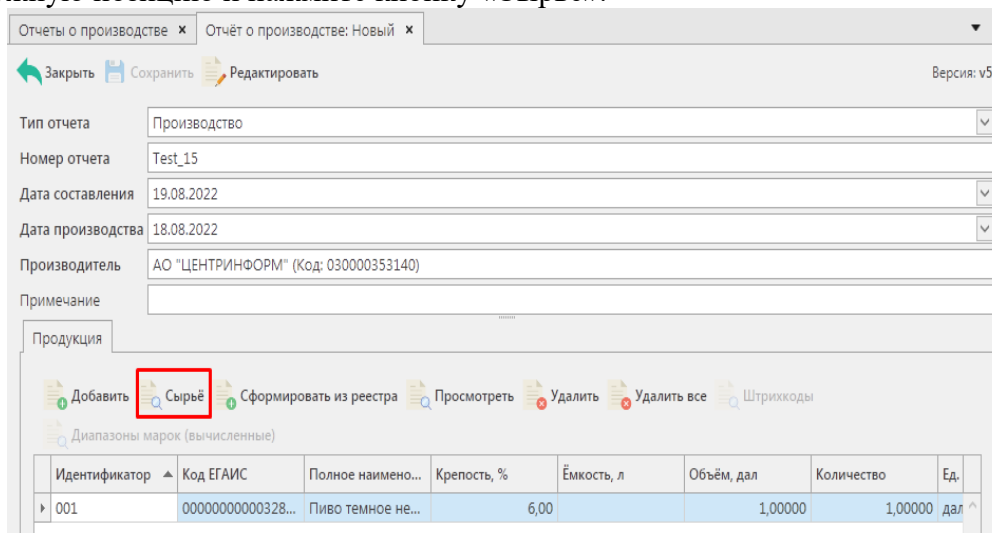 Отчеты о производстве × Отчёт о производстве: Новый ×
Закрыть Сохранить Редактировать Версия: v5
Тип отчета Производство
Номер отчета Test_15
Дата составления 19.08.2022
Дата производства 18.08.2022
Производитель АО "ЦЕНТРИНФОРМ" (Код: 030000353140)
Примечание
Продукция
Добавить Сырьё Сформировать из реестра Просмотреть Удалить Удалить все Штрихкоды
Диапазоны марок (вычисленные)
Идентификатор Код ЕГАИС Полное наимено... Крепость, % Ёмкость, л Объём, дал Количество Ед.
001 00000000000328... Пиво темное не... 6,00 1,00000 1,00000 дал